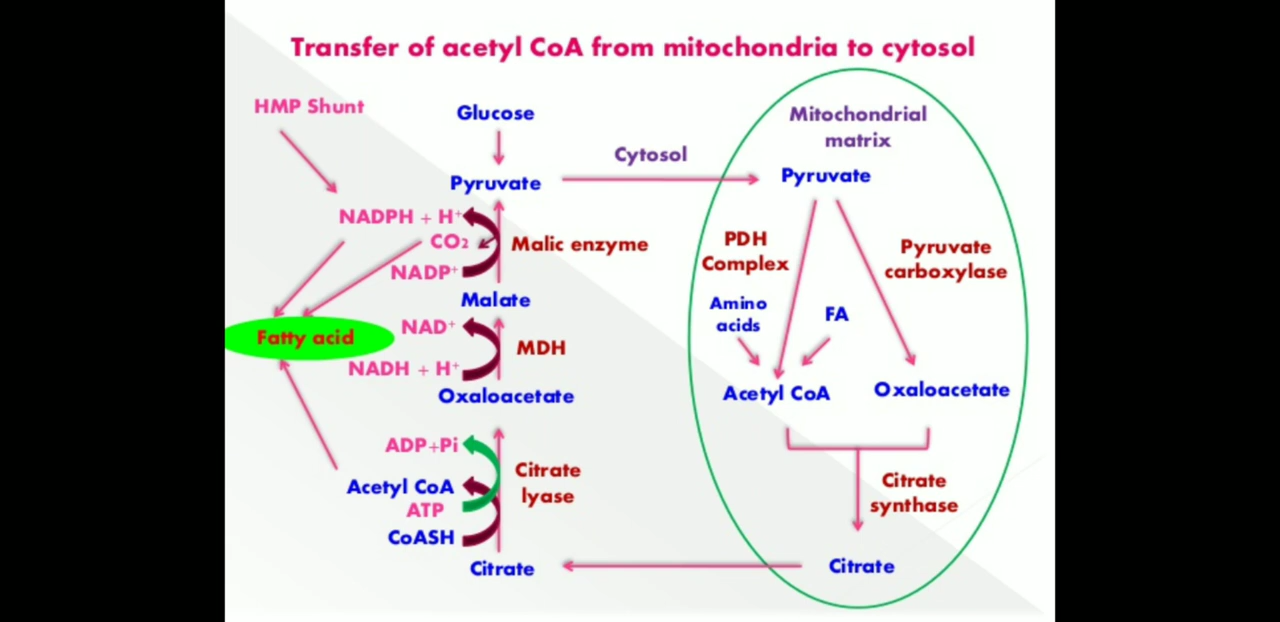 Transfer of acetyl CoA from mitochondria to cytosol
HMP Shunt
Glucose
Mitochondrial
matrix
Cytosol
Pyruvate
Pyruvate
NADPH + H⁺
CO₂
NADP⁺
Malic enzyme
PDH
Complex
Pyruvate
carboxylase
Malate
Amino
acids
FA
Fatty acid
NAD⁺
NADH + H⁺
MDH
Oxaloacetate
Acetyl CoA
Oxaloacetate
ADP+Pi
Acetyl CoA
ATP
CoASH
Citrate
lyase
Citrate
synthase
Citrate
Citrate